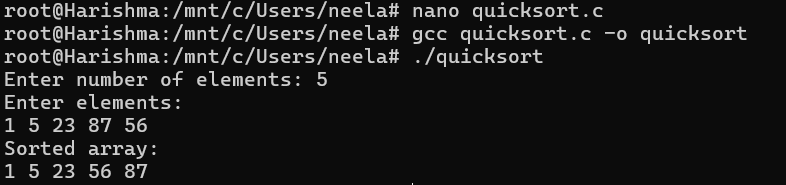 root@Harishma:/mnt/c/Users/neela# nano quicksort.c
root@Harishma:/mnt/c/Users/neela# gcc quicksort.c -o quicksort
root@Harishma:/mnt/c/Users/neela# ./quicksort
Enter number of elements: 5
Enter elements:
1 5 23 87 56
Sorted array:
1 5 23 56 87